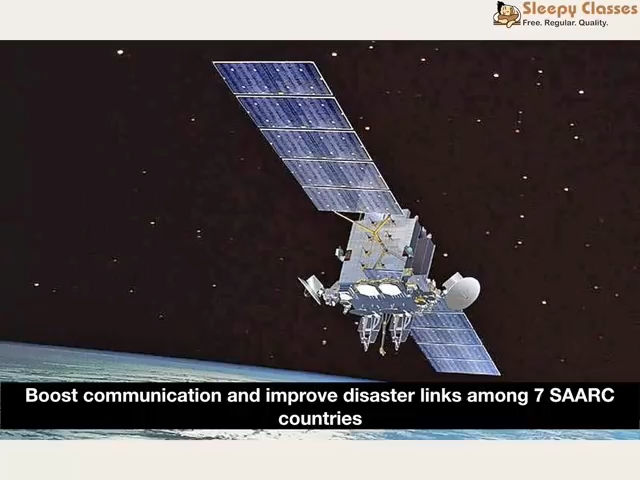 Sleepy Classes
Free. Regular. Quality.
Boost communication and improve disaster links among 7 SAARC
countries